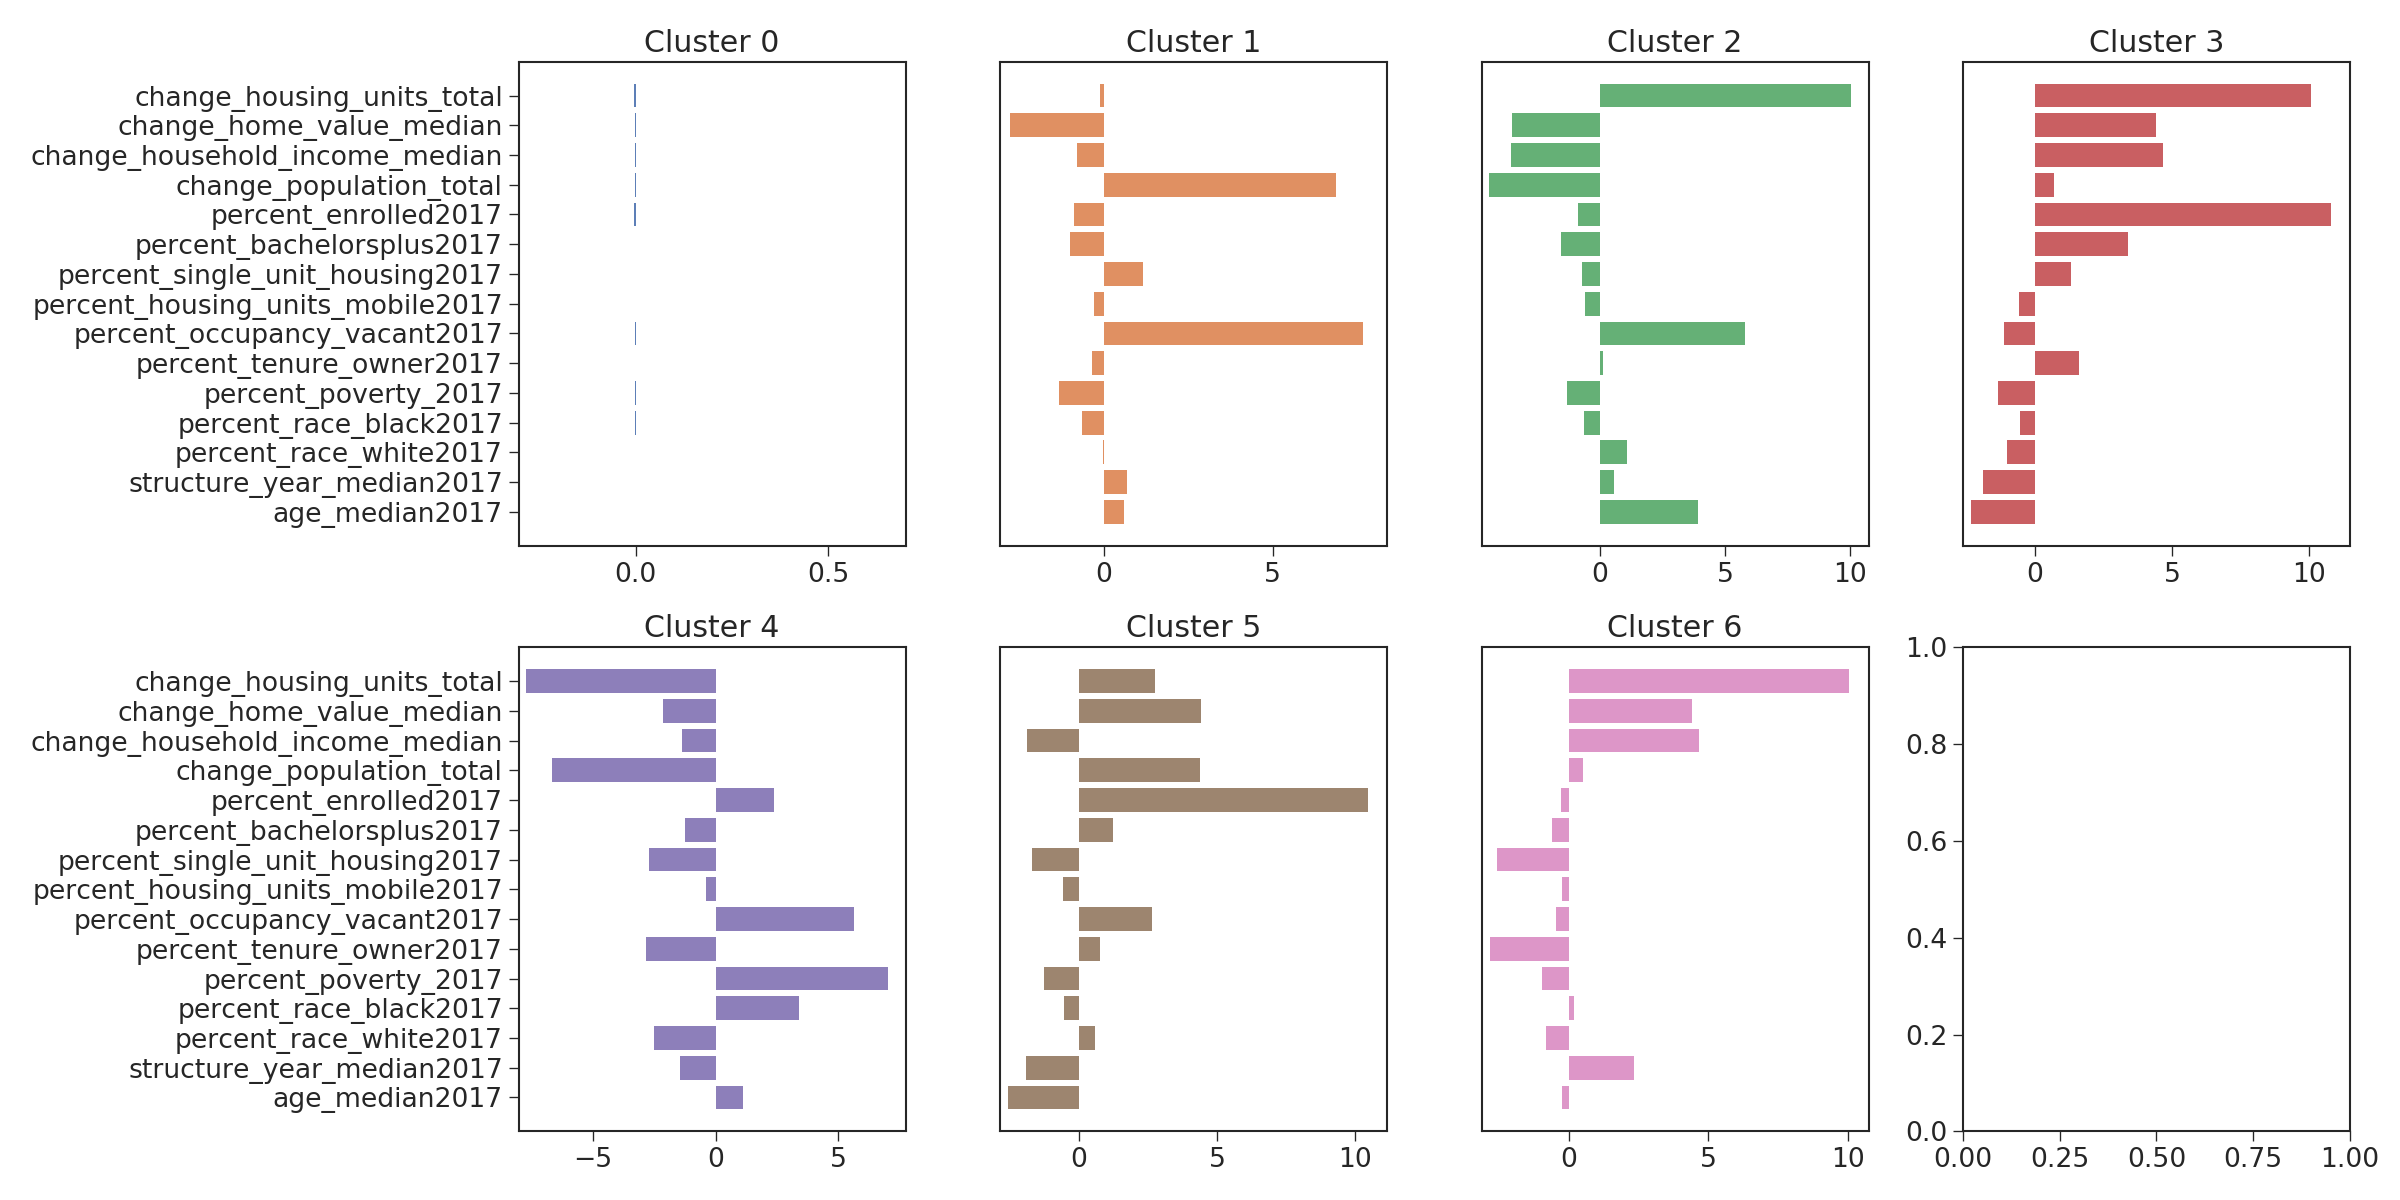 Cluster 0
Cluster 1
Cluster 2
Cluster 3
change_housing_units_total
change_home_value_median
change_household_income_median
change_population_total
percent_enrolled2017
percent_bachelorsplus2017
percent_single_unit_housing2017
percent_housing_units_mobile2017
percent_occupancy_vacant2017
percent_tenure_owner2017
percent_poverty_2017
percent_race_black2017
percent_race_white2017
structure_year_median2017
age_median2017
0.0 0.5
0 5
0 5 10
0 5 10
Cluster 4
Cluster 5
Cluster 6
change_housing_units_total
change_home_value_median
change_household_income_median
change_population_total
percent_enrolled2017
percent_bachelorsplus2017
percent_single_unit_housing2017
percent_housing_units_mobile2017
percent_occupancy_vacant2017
percent_tenure_owner2017
percent_poverty_2017
percent_race_black2017
percent_race_white2017
structure_year_median2017
age_median2017
−5 0 5
0 5 10
0 5 10
1.0
0.8
0.6
0.4
0.2
0.0
0.00 0.25 0.50 0.75 1.00